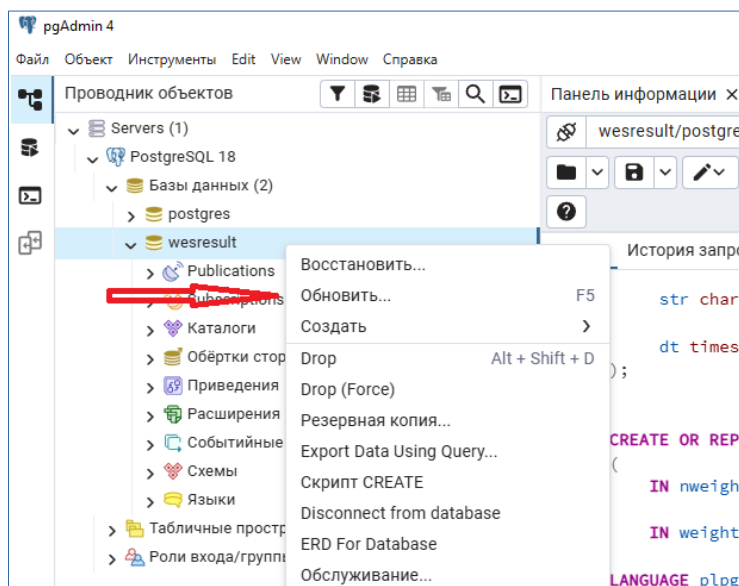 pgAdmin 4
Файл Объект Инструменты Edit View Window Справка
Проводник объектов
Панель информации
Servers (1)
wesresult/postgre
PostgreSQL 18
Базы данных (2)
postgres
wesresult
Publications
Subscriptions
Каталоги
Обёртки стор
Приведения
Расширения
Событийные
Схемы
Языки
Табличные простр
Роли входа/группы
Восстановить...
Обновить... F5
Создать
Drop Alt + Shift + D
Drop (Force)
Резервная копия...
Export Data Using Query...
Скрипт CREATE
Disconnect from database
ERD For Database
Обслуживание...
История запро
str char
dt times
);
CREATE OR REP
(
IN nweigh
IN weight
LANGUAGE plpg